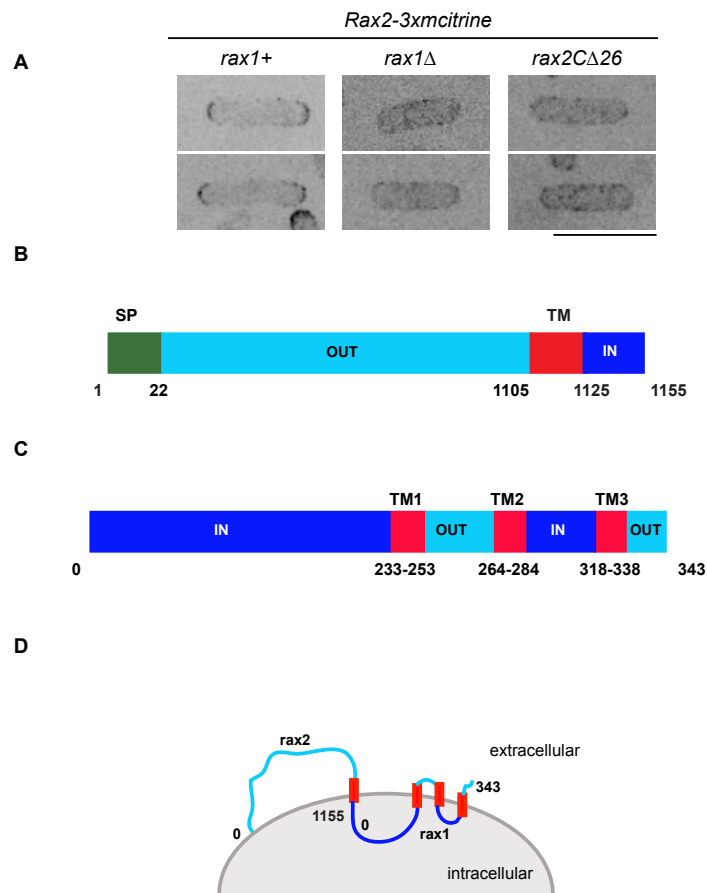 Rax2-3xmcitrine
A
rax1+ rax1Δ rax2CΔ26
B
SP TM
OUT IN
1 22 1105 1125 1155
C
TM1 TM2 TM3
IN OUT IN OUT
0 233-253 264-284 318-338 343
D
rax2
extracellular
343
1155
0
0 rax1
intracellular